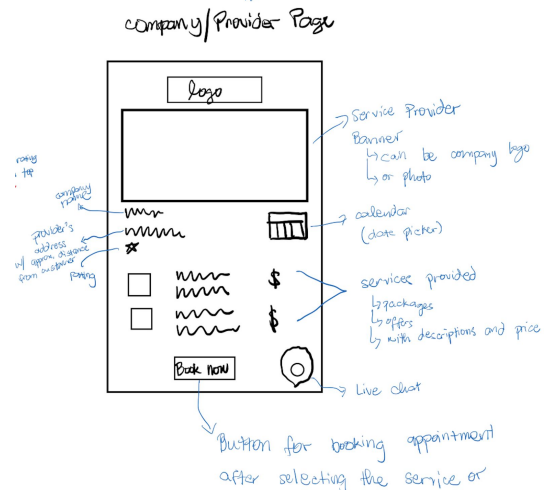 company/Provider Page
logo
Service Provider
Banner
↳ can be company logo
↳ or photo
rating
top
company
name
provider's
address
w/ approx. distance
from customer
rating
calendar
(date picker)
$
$
services provided
↳ packages
↳ offers
↳ with descriptions and price
Book now
Live chat
Button for booking appointment
after selecting the service or